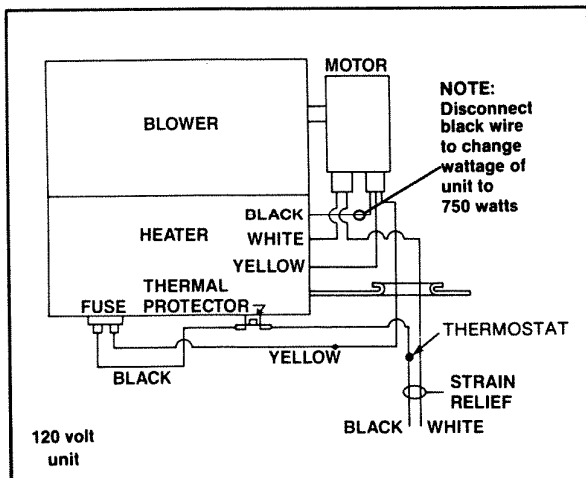 MOTOR
NOTE:
Disconnect
black wire
to change
wattage of
unit to
750 watts
BLOWER
BLACK
HEATER
WHITE
YELLOW
THERMAL
PROTECTOR
FUSE
THERMOSTAT
YELLOW
BLACK
STRAIN
RELIEF
BLACK WHITE
120 volt
unit